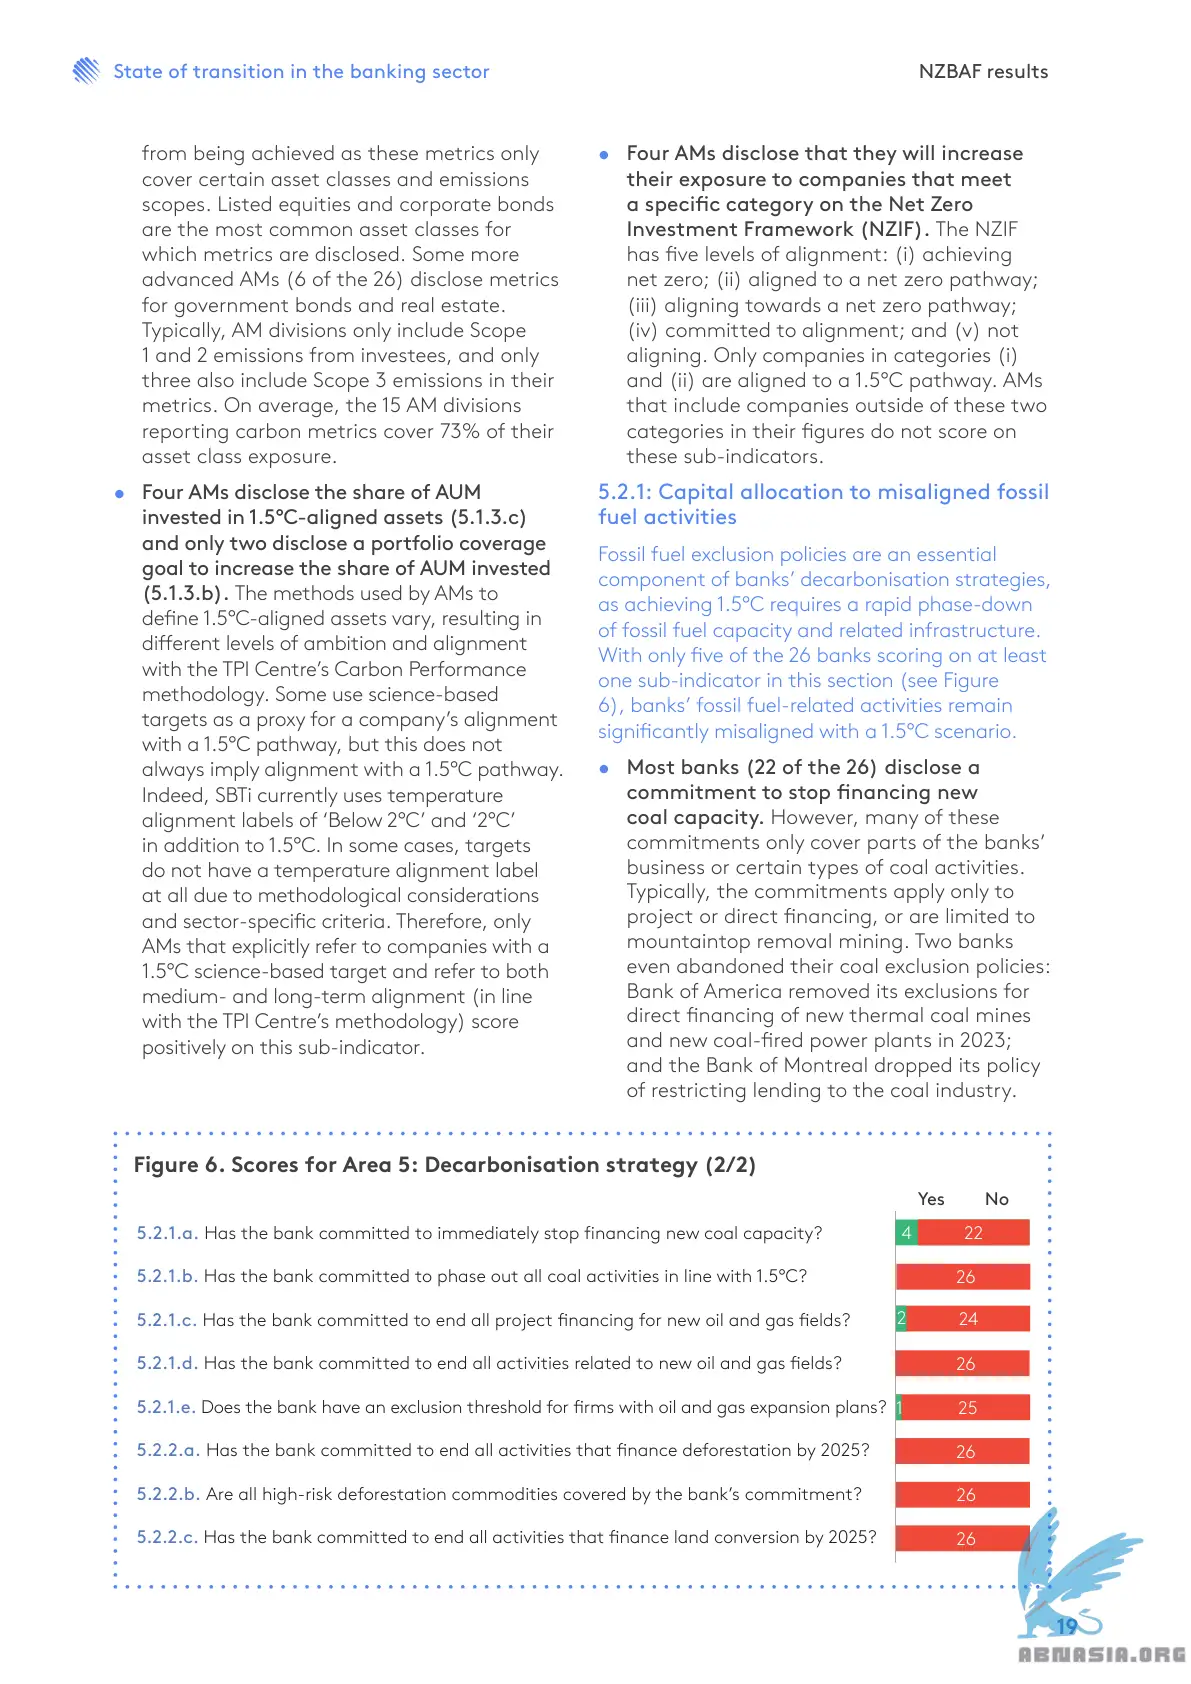 State of transition in the banking sector
NZBAF results
from being achieved as these metrics only
cover certain asset classes and emissions
scopes. Listed equities and corporate bonds
are the most common asset classes for
which metrics are disclosed. Some more
advanced AMs (6 of the 26) disclose metrics
for government bonds and real estate.
Typically, AM divisions only include Scope
1 and 2 emissions from investees, and only
three also include Scope 3 emissions in their
metrics. On average, the 15 AM divisions
reporting carbon metrics cover 73% of their
asset class exposure.
● Four AMs disclose the share of AUM
invested in 1.5°C-aligned assets (5.1.3.c)
and only two disclose a portfolio coverage
goal to increase the share of AUM invested
(5.1.3.b). The methods used by AMs to
define 1.5°C-aligned assets vary, resulting in
different levels of ambition and alignment
with the TPI Centre's Carbon Performance
methodology. Some use science-based
targets as a proxy for a company's alignment
with a 1.5°C pathway, but this does not
always imply alignment with a 1.5°C pathway.
Indeed, SBTi currently uses temperature
alignment labels of ‘Below 2°C’ and ‘2°C’
in addition to 1.5°C. In some cases, targets
do not have a temperature alignment label
at all due to methodological considerations
and sector-specific criteria. Therefore, only
AMs that explicitly refer to companies with a
1.5°C science-based target and refer to both
medium- and long-term alignment (in line
with the TPI Centre's methodology) score
positively on this sub-indicator.
● Four AMs disclose that they will increase
their exposure to companies that meet
a specific category on the Net Zero
Investment Framework (NZIF). The NZIF
has five levels of alignment: (i) achieving
net zero; (ii) aligned to a net zero pathway;
(iii) aligning towards a net zero pathway;
(iv) committed to alignment; and (v) not
aligning. Only companies in categories (i)
and (ii) are aligned to a 1.5°C pathway. AMs
that include companies outside of these two
categories in their figures do not score on
these sub-indicators.
5.2.1: Capital allocation to misaligned fossil
fuel activities
Fossil fuel exclusion policies are an essential
component of banks’ decarbonisation strategies,
as achieving 1.5°C requires a rapid phase-down
of fossil fuel capacity and related infrastructure.
With only five of the 26 banks scoring on at least
one sub-indicator in this section (see Figure
6), banks’ fossil fuel-related activities remain
significantly misaligned with a 1.5°C scenario.
● Most banks (22 of the 26) disclose a
commitment to stop financing new
coal capacity. However, many of these
commitments only cover parts of the banks’
business or certain types of coal activities.
Typically, the commitments apply only to
project or direct financing, or are limited to
mountaintop removal mining. Two banks
even abandoned their coal exclusion policies:
Bank of America removed its exclusions for
direct financing of new thermal coal mines
and new coal-fired power plants in 2023;
and the Bank of Montreal dropped its policy
of restricting lending to the coal industry.
Figure 6. Scores for Area 5: Decarbonisation strategy (2/2)
Yes No
5.2.1.a. Has the bank committed to immediately stop financing new coal capacity? 4 22
5.2.1.b. Has the bank committed to phase out all coal activities in line with 1.5°C? 26
5.2.1.c. Has the bank committed to end all project financing for new oil and gas fields? 2 24
5.2.1.d. Has the bank committed to end all activities related to new oil and gas fields? 26
5.2.1.e. Does the bank have an exclusion threshold for firms with oil and gas expansion plans? 1 25
5.2.2.a. Has the bank committed to end all activities that finance deforestation by 2025? 26
5.2.2.b. Are all high-risk deforestation commodities covered by the bank’s commitment? 26
5.2.2.c. Has the bank committed to end all activities that finance land conversion by 2025? 26
19
ABNASIA.ORG